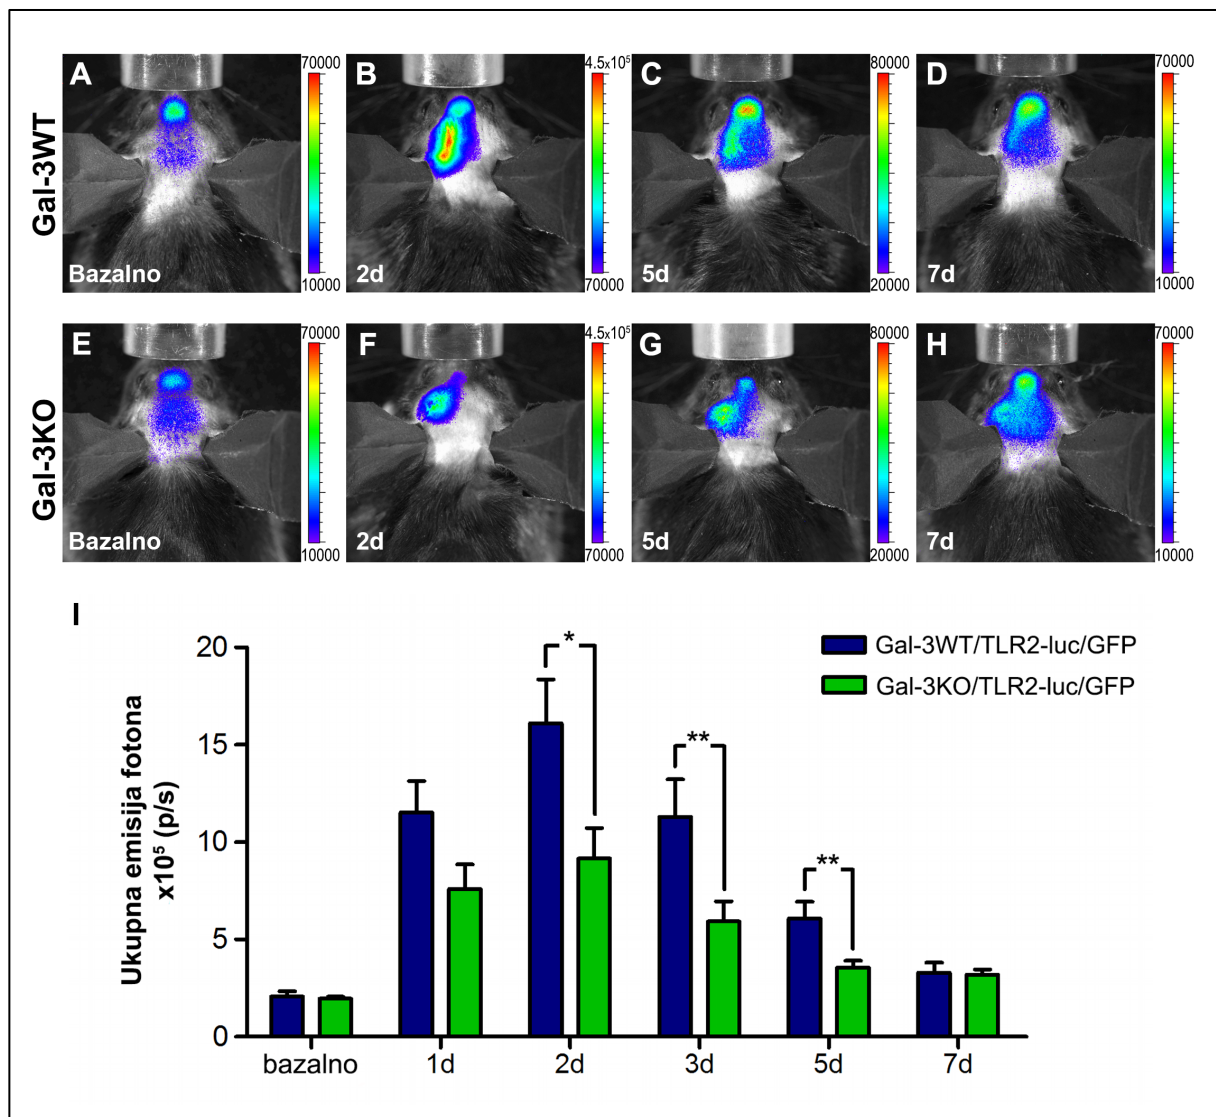 Gal-3WT
A
70000
10000
Bazalno
B
4.5x10⁵
70000
2d
C
80000
20000
5d
D
70000
10000
7d
Gal-3KO
E
70000
10000
Bazalno
F
4.5x10⁵
70000
2d
G
80000
20000
5d
H
70000
10000
7d
I
Ukupna emisija fotona
x10⁵ (p/s)
20
15
10
5
0
*
**
**
Gal-3WT/TLR2-luc/GFP
Gal-3KO/TLR2-luc/GFP
bazalno
1d
2d
3d
5d
7d